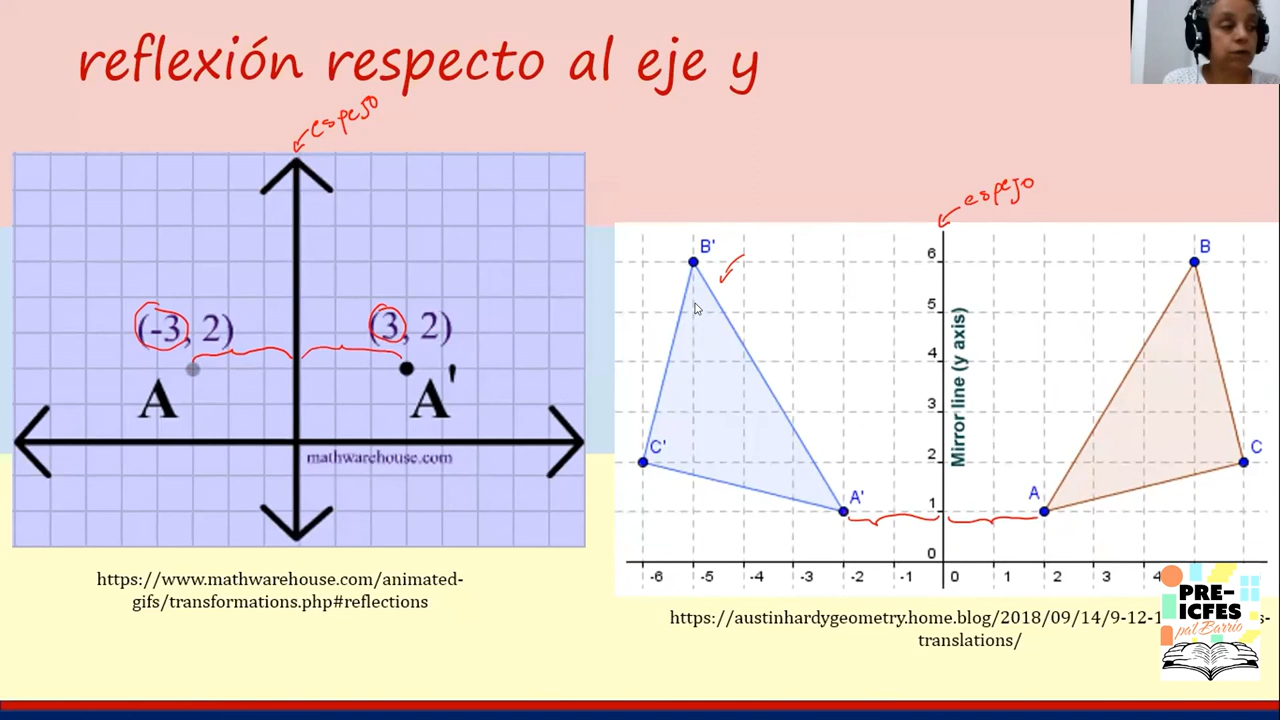 reflexión respecto al eje y
espejo
(-3, 2)
(3, 2)
A
A'
mathwarehouse.com
https://www.mathwarehouse.com/animated-
gifs/transformations.php#reflections
espejo
B'
B
C'
C
A'
A
6
5
4
3
2
1
0
Mirror line (y axis)
-6 -5 -4 -3 -2 -1 0 1 2 3 4
https://austinhardygeometry.home.blog/2018/09/14/9-12-1
s-
translations/
PRE-
ICFES
pal Barrio